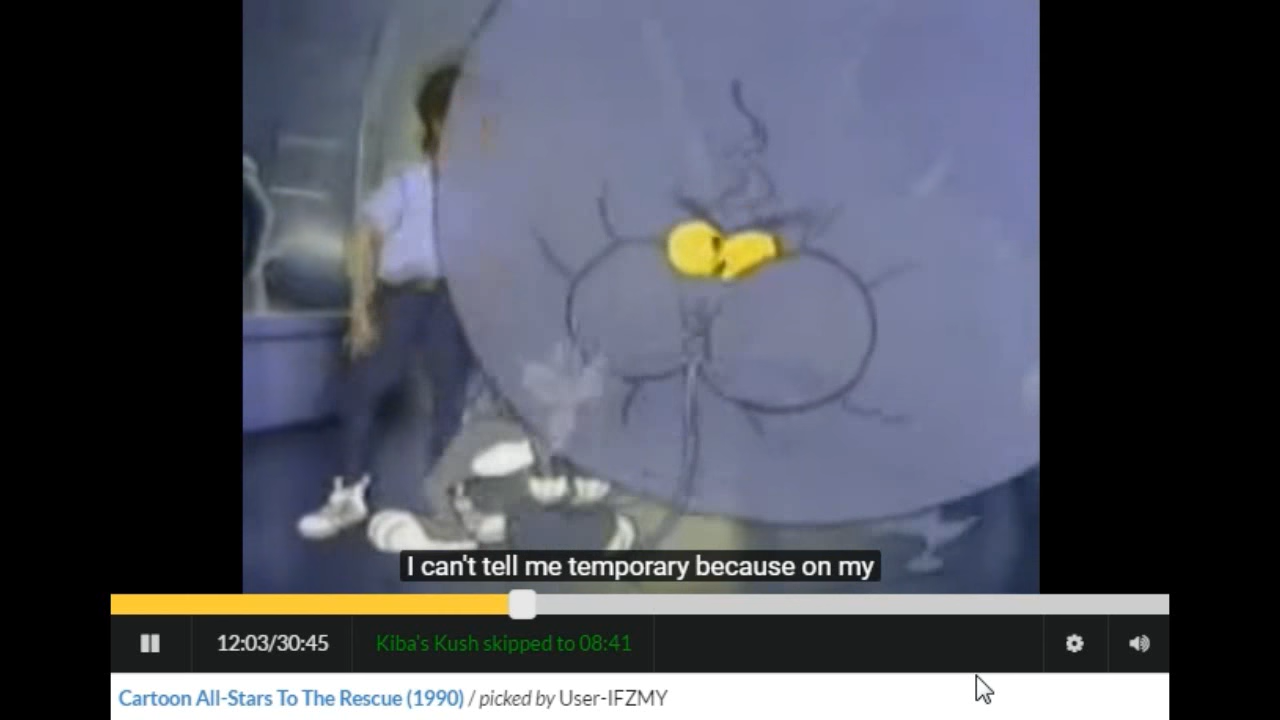 I can't tell me temporary because on my
12:03/30:45 Kiba's Kush skipped to 08:41
Cartoon All-Stars To The Rescue (1990) / picked by User-IFZMY